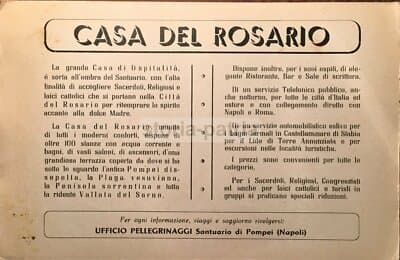 CASA DEL ROSARIO
La grande Casa di Ospitalità,
è sorta all'ombra del Santuario, con l'alta
finalità di accogliere Sacerdoti, Religiosi e
laici cattolici che si portano nella Città
del Rosario per ritemprare lo spirito
accanto alla dolce Madre.
La Casa del Rosario, grande
di tutti i moderni conforti, dispone di
oltre 100 stanze con acqua corrente e
bagni, di vasti saloni, di ascensori, d'una
grandiosa terrazza coperta da dove si ha
sotto lo sguardo l'antica Pompei dis-
sepolta, la Plaga vesuviana,
la Penisola sorrentina e tutta
la ridente Vallata del Sarno.
Dispone inoltre, per i suoi ospiti, di ele-
gante Ristorante, Bar e Sale di scrittura.
Di un servizio Telefonico pubblico,
anche notturno, per tutte le città d'Italia
ed estere e con collegamento diretto con
Napoli e Roma.
Di servizio automobilistico estivo per
i bagni termali in Castellammare di Stabia
per il Lido di Torre Annunziata e per
escursioni nelle località turistiche.
I prezzi sono convenienti per tutte le
categorie.
Per i Sacerdoti, Religiosi, Congressisti
ed anche per laici cattolici e turisti in
gruppi si praticano speciali riduzioni.
Per ogni informazione, viaggi e soggiorno rivolgersi:
UFFICIO PELLEGRINAGGI Santuario di Pompei (Napoli)